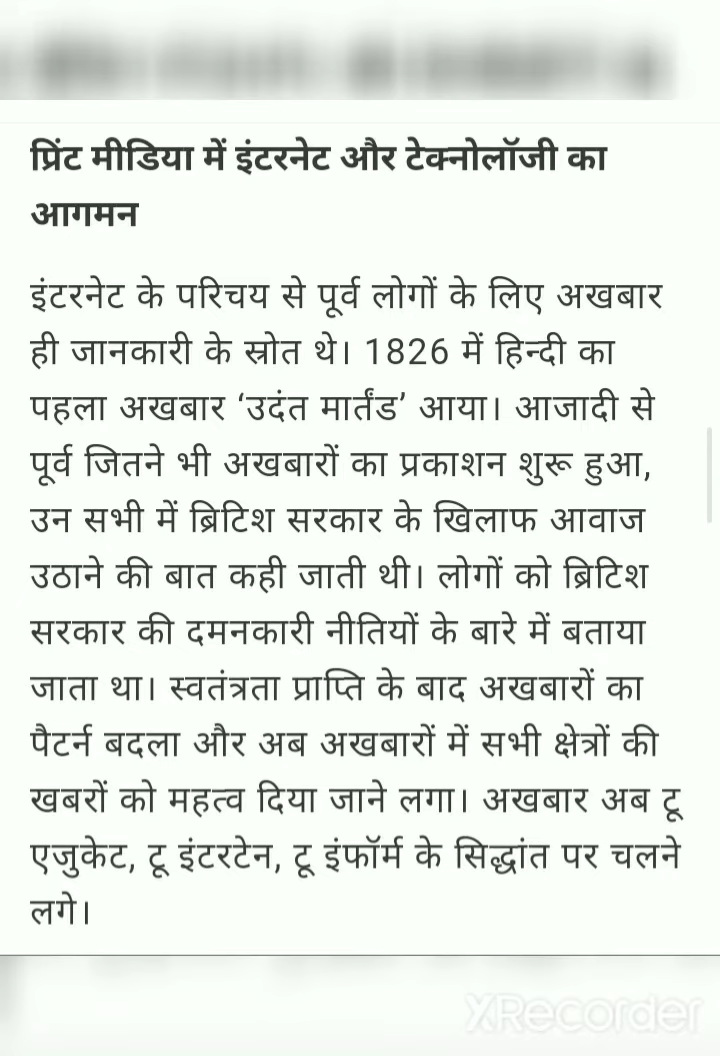 प्रिंट मीडिया में इंटरनेट और टेक्नोलॉजी का
आगमन
इंटरनेट के परिचय से पूर्व लोगों के लिए अखबार
ही जानकारी के स्रोत थे। 1826 में हिन्दी का
पहला अखबार ‘उदंत मार्तंड’ आया। आजादी से
पूर्व जितने भी अखबारों का प्रकाशन शुरू हुआ,
उन सभी में ब्रिटिश सरकार के खिलाफ आवाज
उठाने की बात कही जाती थी। लोगों को ब्रिटिश
सरकार की दमनकारी नीतियों के बारे में बताया
जाता था। स्वतंत्रता प्राप्ति के बाद अखबारों का
पैटर्न बदला और अब अखबारों में सभी क्षेत्रों की
खबरों को महत्व दिया जाने लगा। अखबार अब टू
एजुकेट, टू इंटरटेन, टू इंफॉर्म के सिद्धांत पर चलने
लगे।
XRecorder